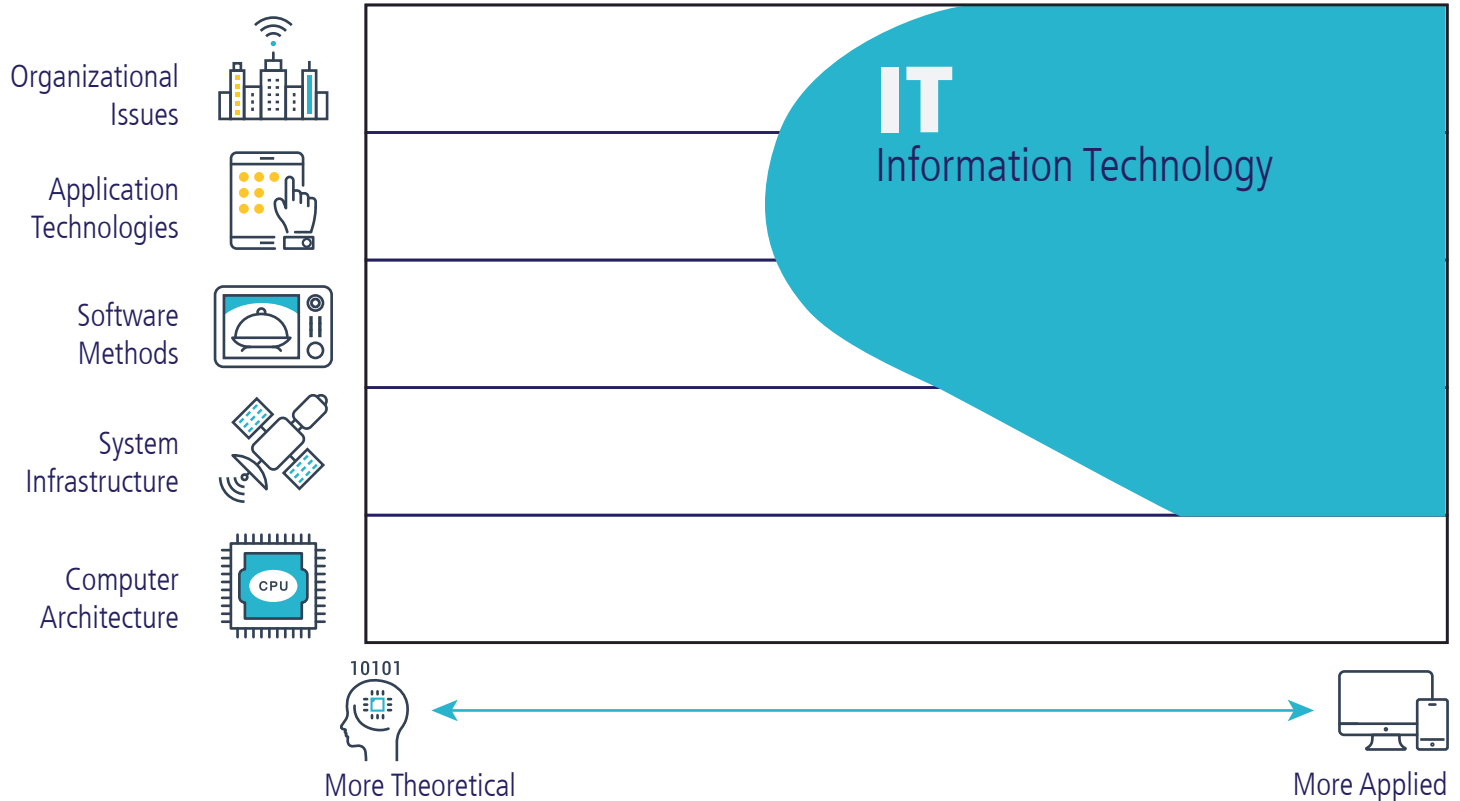 Organizational
Issues
IT
Information Technology
Application
Technologies
Software
Methods
System
Infrastructure
Computer
Architecture
CPU
10101
More Theoretical
More Applied